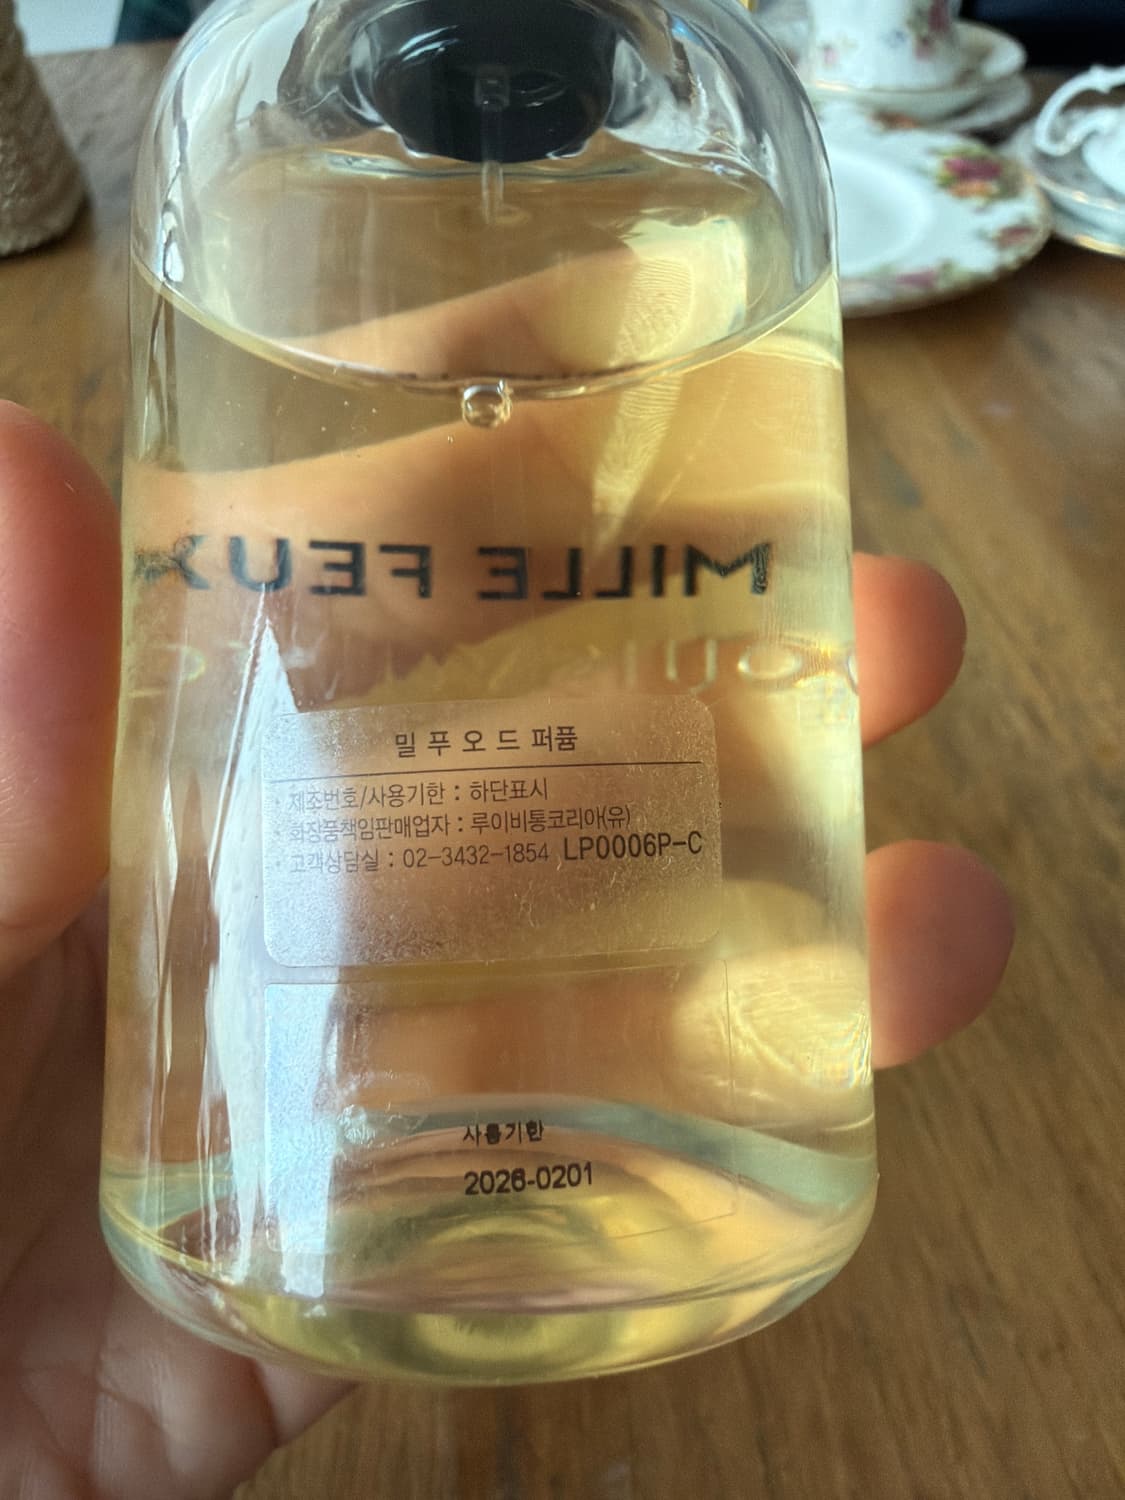 MILLE FEUX
LOUIS
밀 푸 오 드 퍼퓸
제조번호/사용기한 : 하단표시
화장품책임판매업자 : 루이비통코리아(유)
고객상담실 : 02-3432-1854 LP0006P-C
사용기한
2026-0201